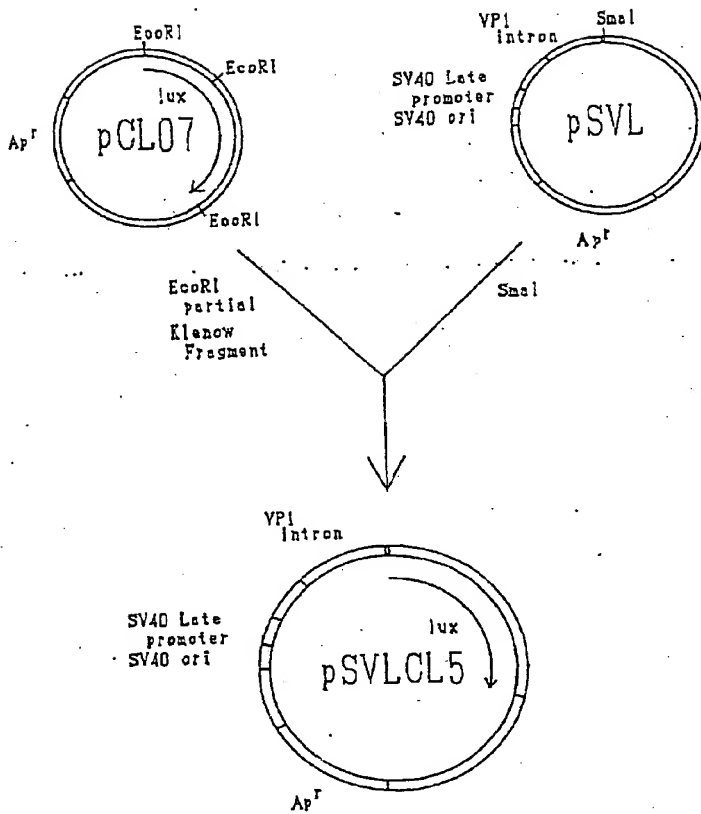 EcoRI
EcoRI
lux
Ap^r
pCL07
EcoRI
VP1
intron
SmaI
SV40 Late
promoter
SV40 ori
pSVL
Ap^r
EcoRI
partial
Klenow
Fragment
SmaI
VP1
intron
SV40 Late
promoter
SV40 ori
lux
pSVLCL5
Ap^r